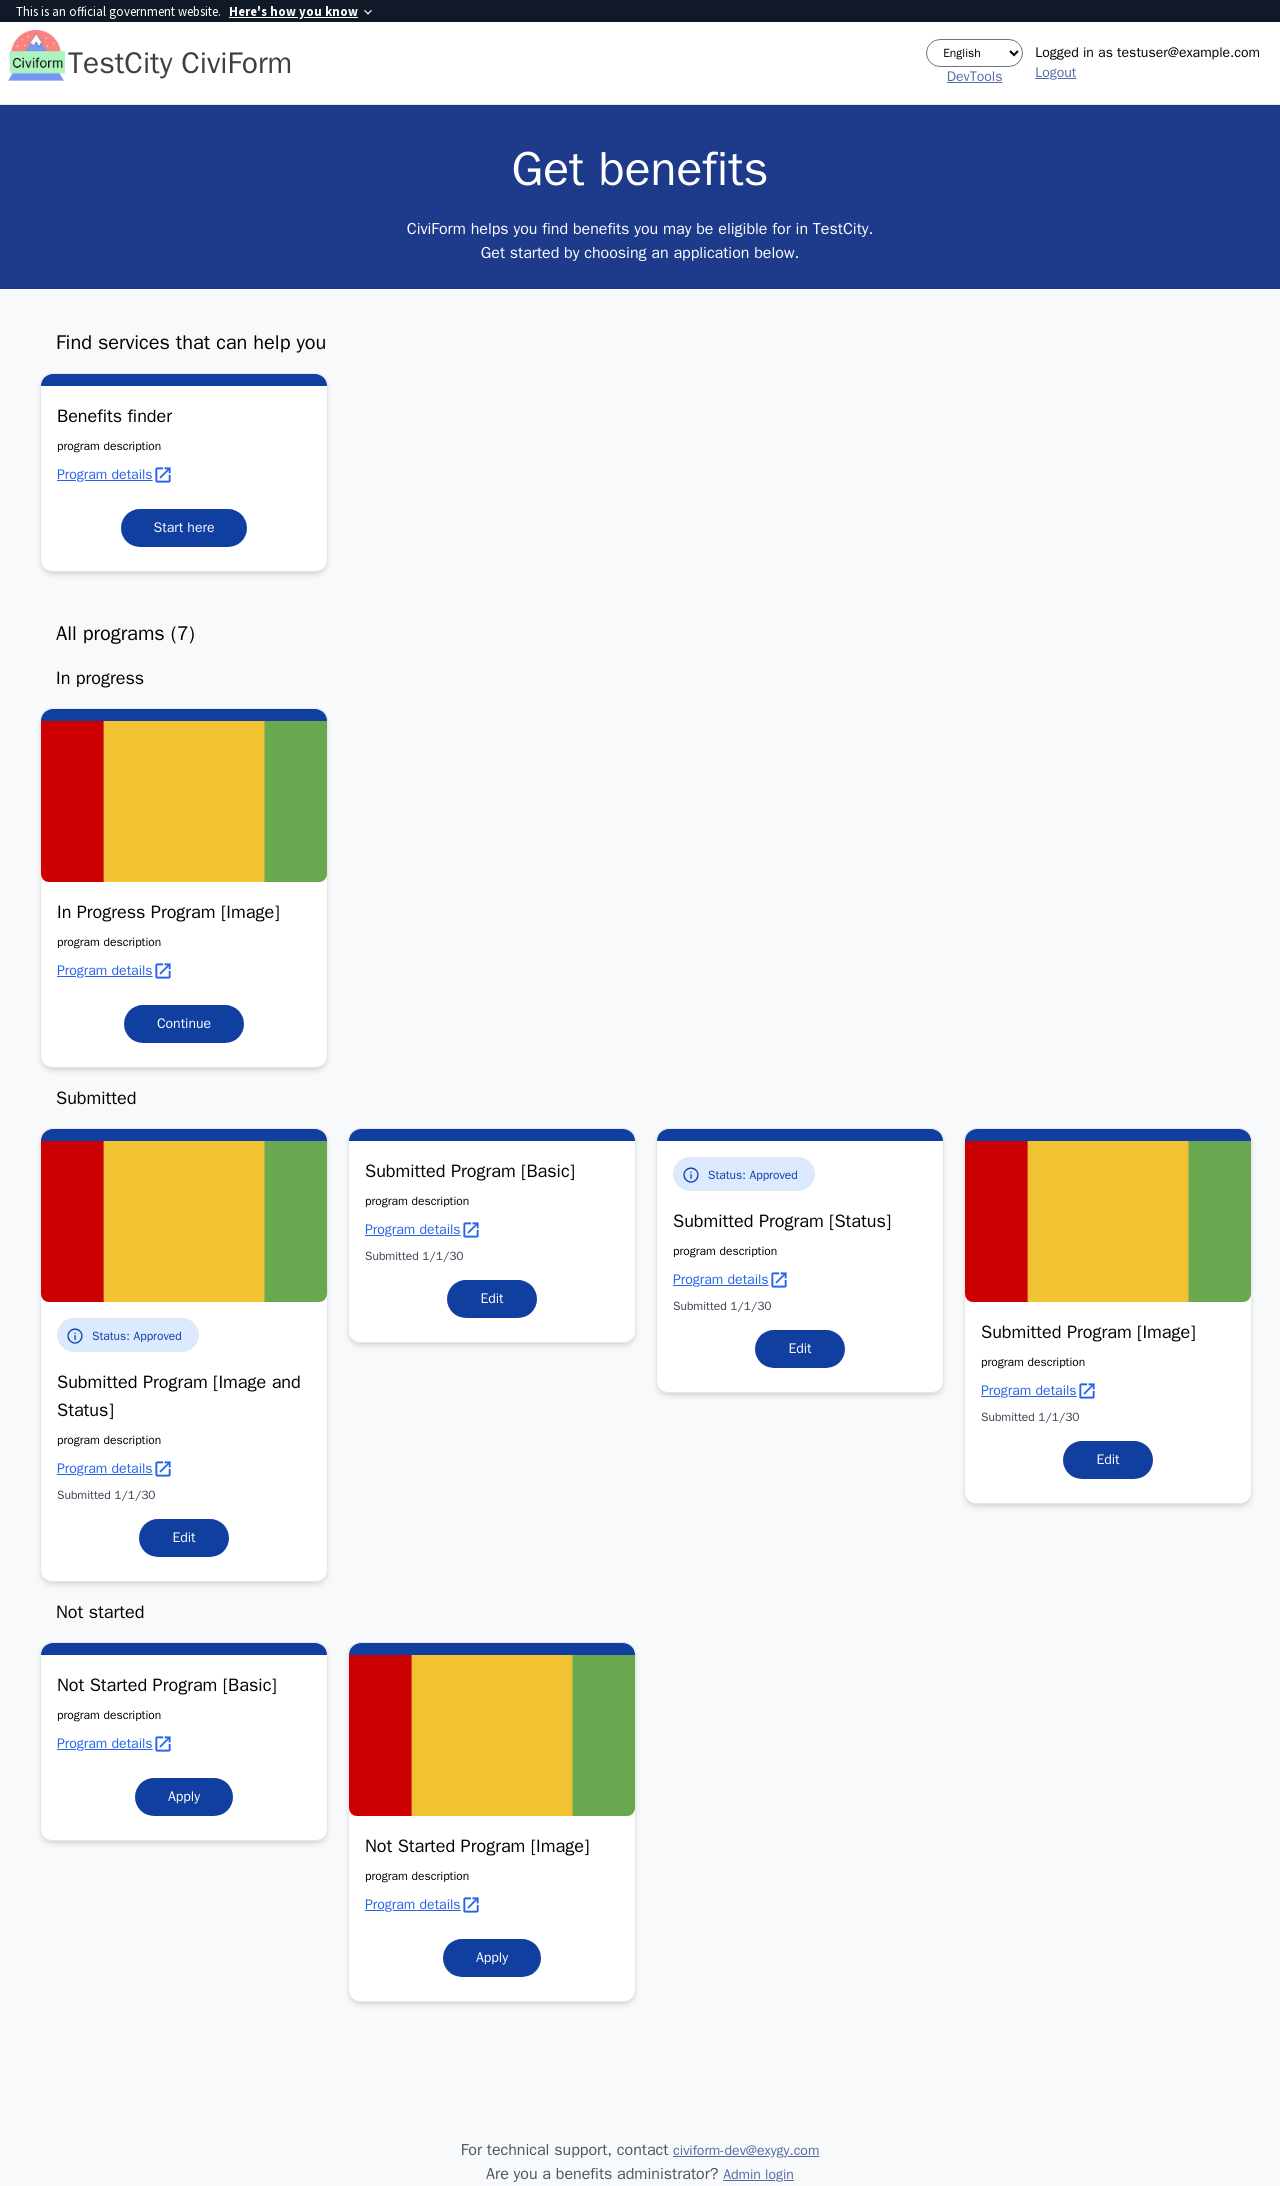 This is an official government website. Here's how you know
Civiform
TestCity CiviForm
English
DevTools
Logged in as testuser@example.com
Logout
Get benefits
CiviForm helps you find benefits you may be eligible for in TestCity.
Get started by choosing an application below.
Find services that can help you
Benefits finder
program description
Program details
Start here
All programs (7)
In progress
In Progress Program [Image]
program description
Program details
Continue
Submitted
Status: Approved
Submitted Program [Image and
Status]
program description
Program details
Submitted 1/1/30
Edit
Submitted Program [Basic]
program description
Program details
Submitted 1/1/30
Edit
Status: Approved
Submitted Program [Status]
program description
Program details
Submitted 1/1/30
Edit
Submitted Program [Image]
program description
Program details
Submitted 1/1/30
Edit
Not started
Not Started Program [Basic]
program description
Program details
Apply
Not Started Program [Image]
program description
Program details
Apply
For technical support, contact civiform-dev@exygy.com
Are you a benefits administrator? Admin login